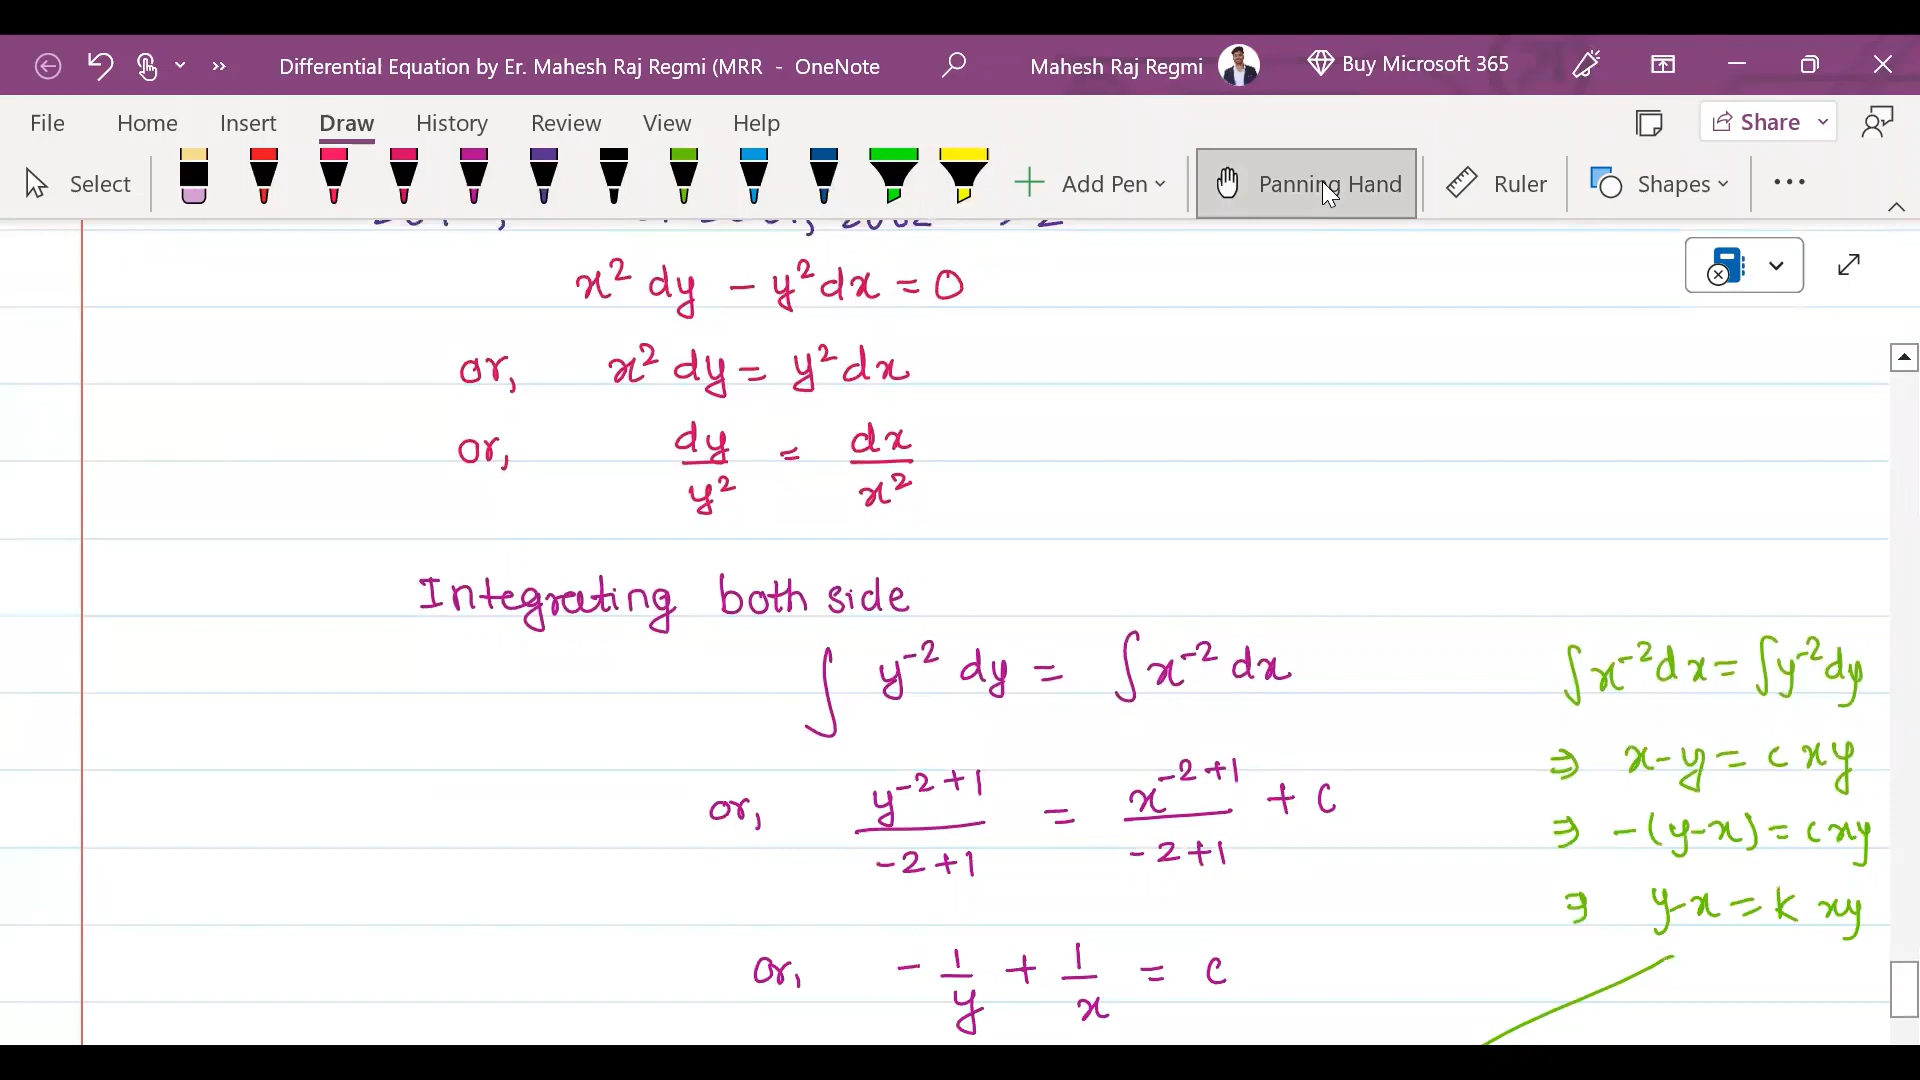 Differential Equation by Er. Mahesh Raj Regmi (MRR - OneNote
Mahesh Raj Regmi
Buy Microsoft 365
File Home Insert Draw History Review View Help
Share
Select
Add Pen
Panning Hand
Ruler
Shapes
x² dy - y² dx = 0
or, x² dy = y² dx
or, dy/y² = dx/x²
Integrating both side
∫ y⁻² dy = ∫ x⁻² dx
or, y⁻²⁺¹/-2+1 = x⁻²⁺¹/-2+1 + c
or, - 1/y + 1/x = c
∫x⁻² dx = ∫y⁻² dy
⇒ x-y = c xy
⇒ -(y-x) = cxy
⇒ y-x = k xy